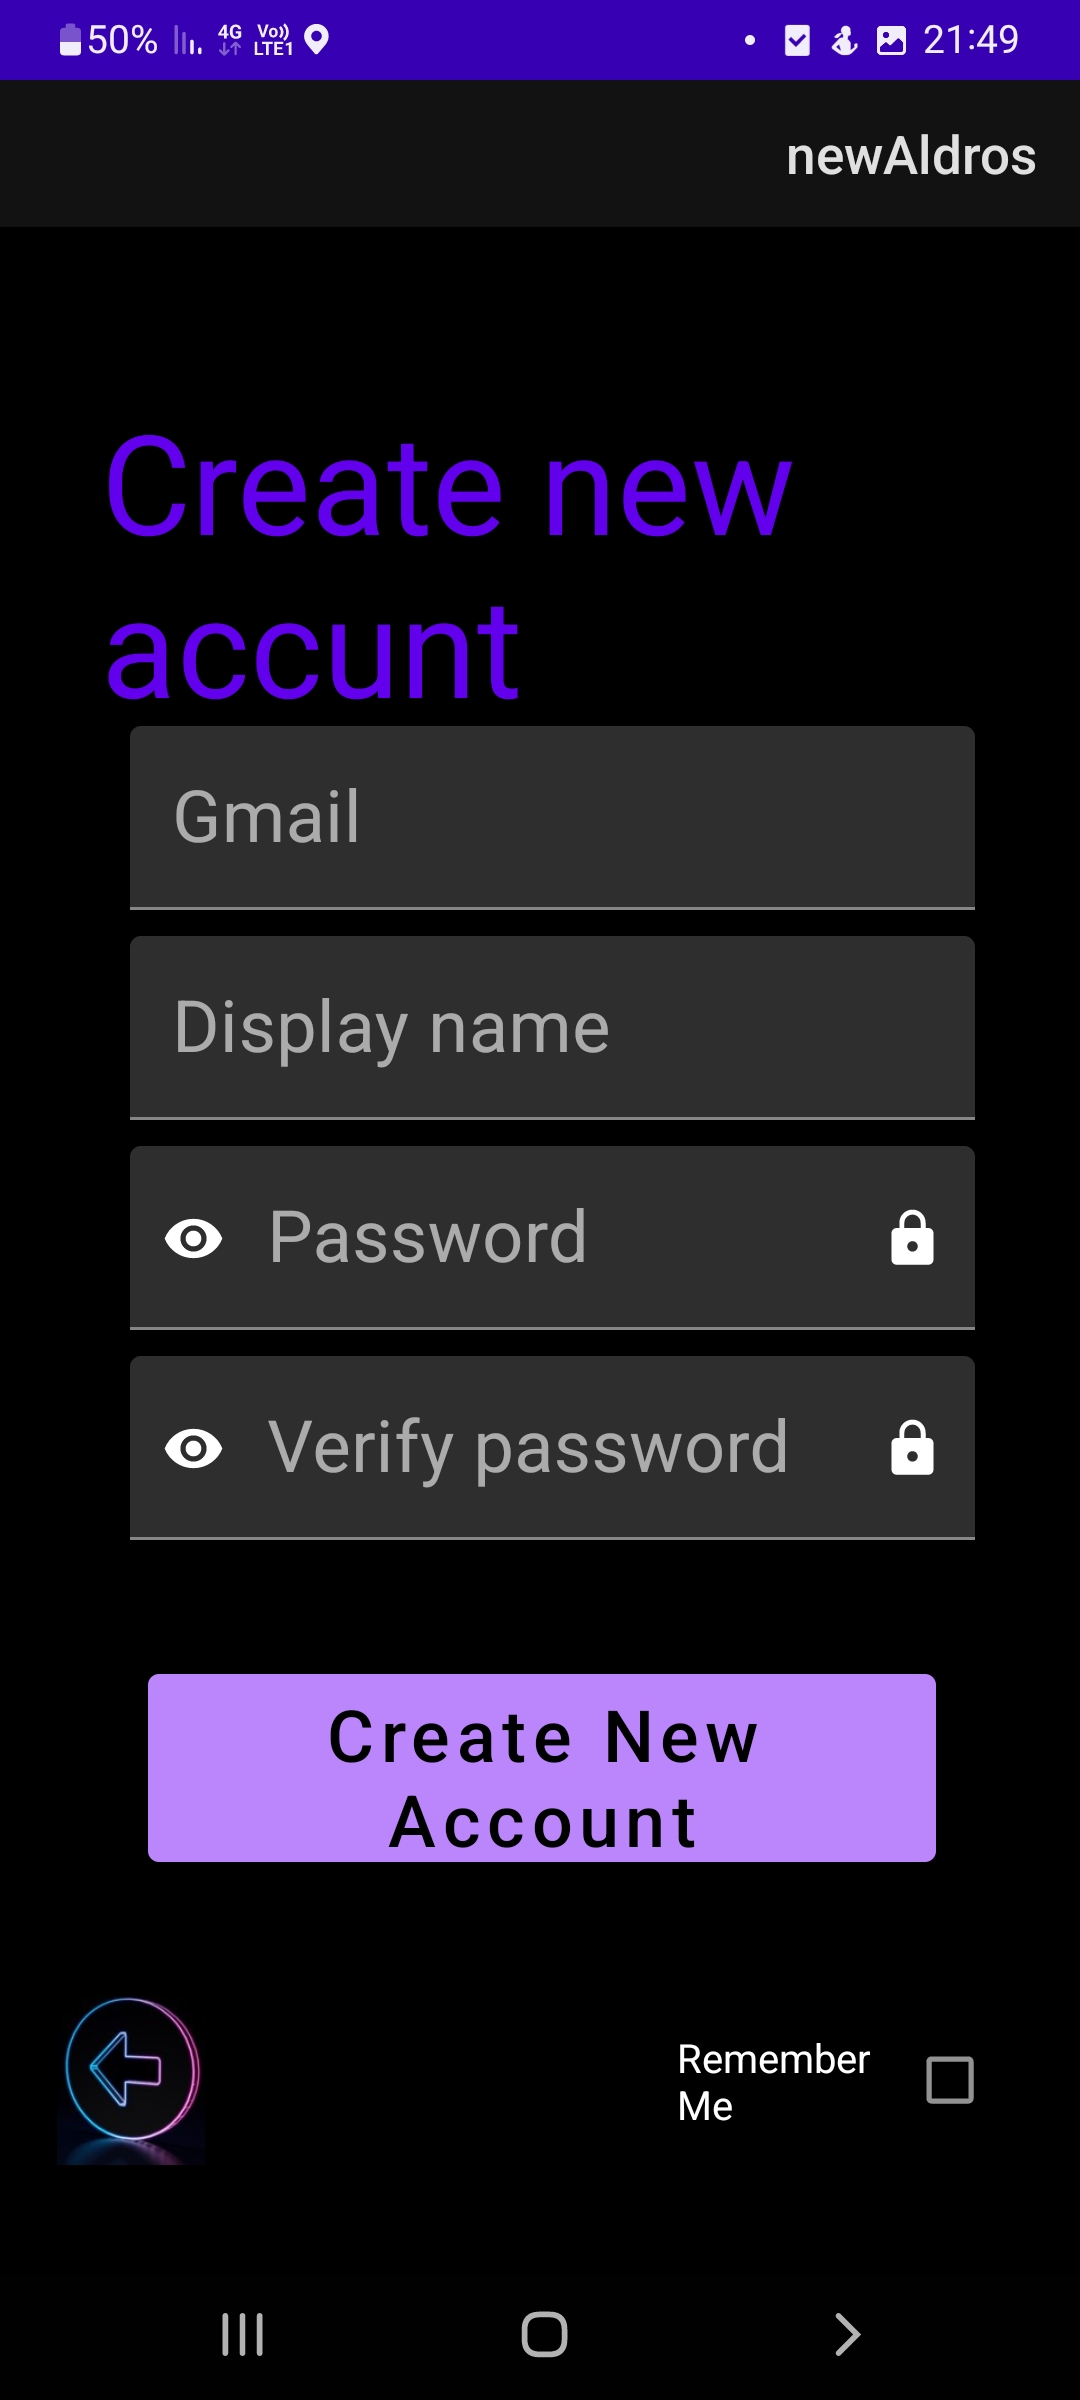 50% 4G Vo)) LTE1 21:49
newAldros
Create new
accunt
Gmail
Display name
Password
Verify password
Create New
Account
Remember
Me